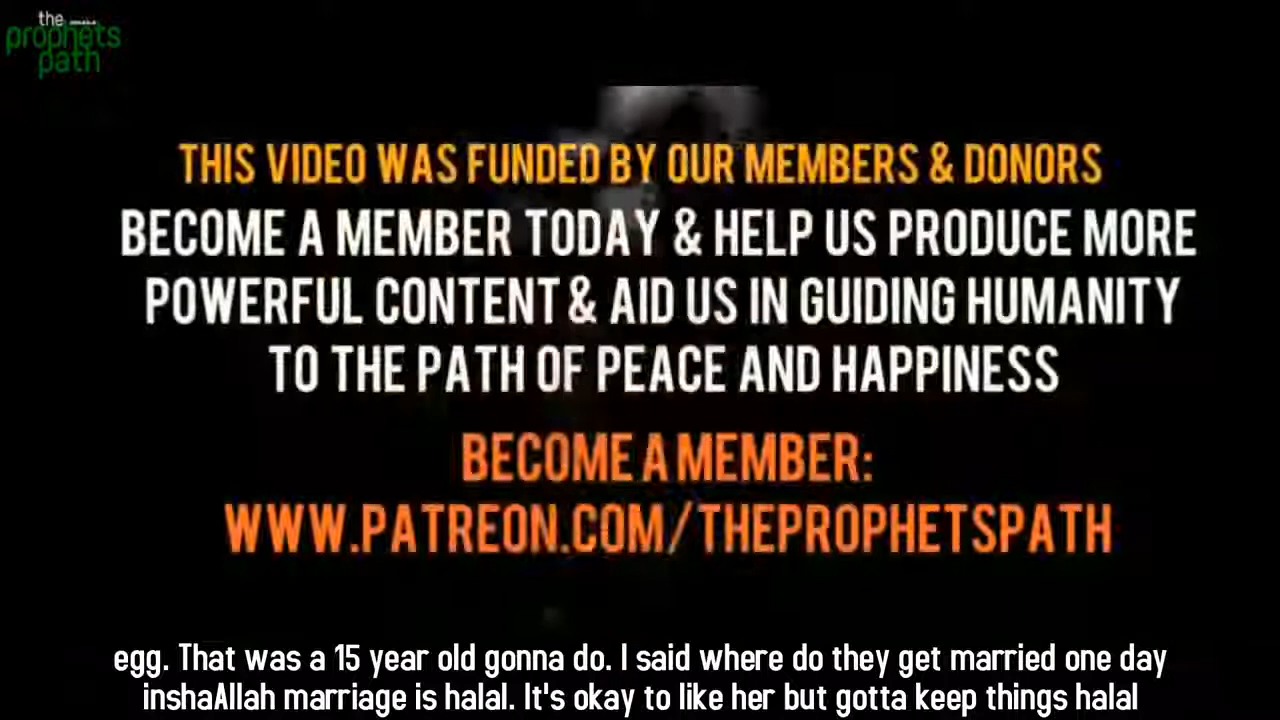 the
prophets
path
THIS VIDEO WAS FUNDED BY OUR MEMBERS & DONORS
BECOME A MEMBER TODAY & HELP US PRODUCE MORE
POWERFUL CONTENT & AID US IN GUIDING HUMANITY
TO THE PATH OF PEACE AND HAPPINESS
BECOME A MEMBER:
WWW.PATREON.COM/THEPROPHETSPATH
egg. That was a 15 year old gonna do. I said where do they get married one day
inshaAllah marriage is halal. It's okay to like her but gotta keep things halal